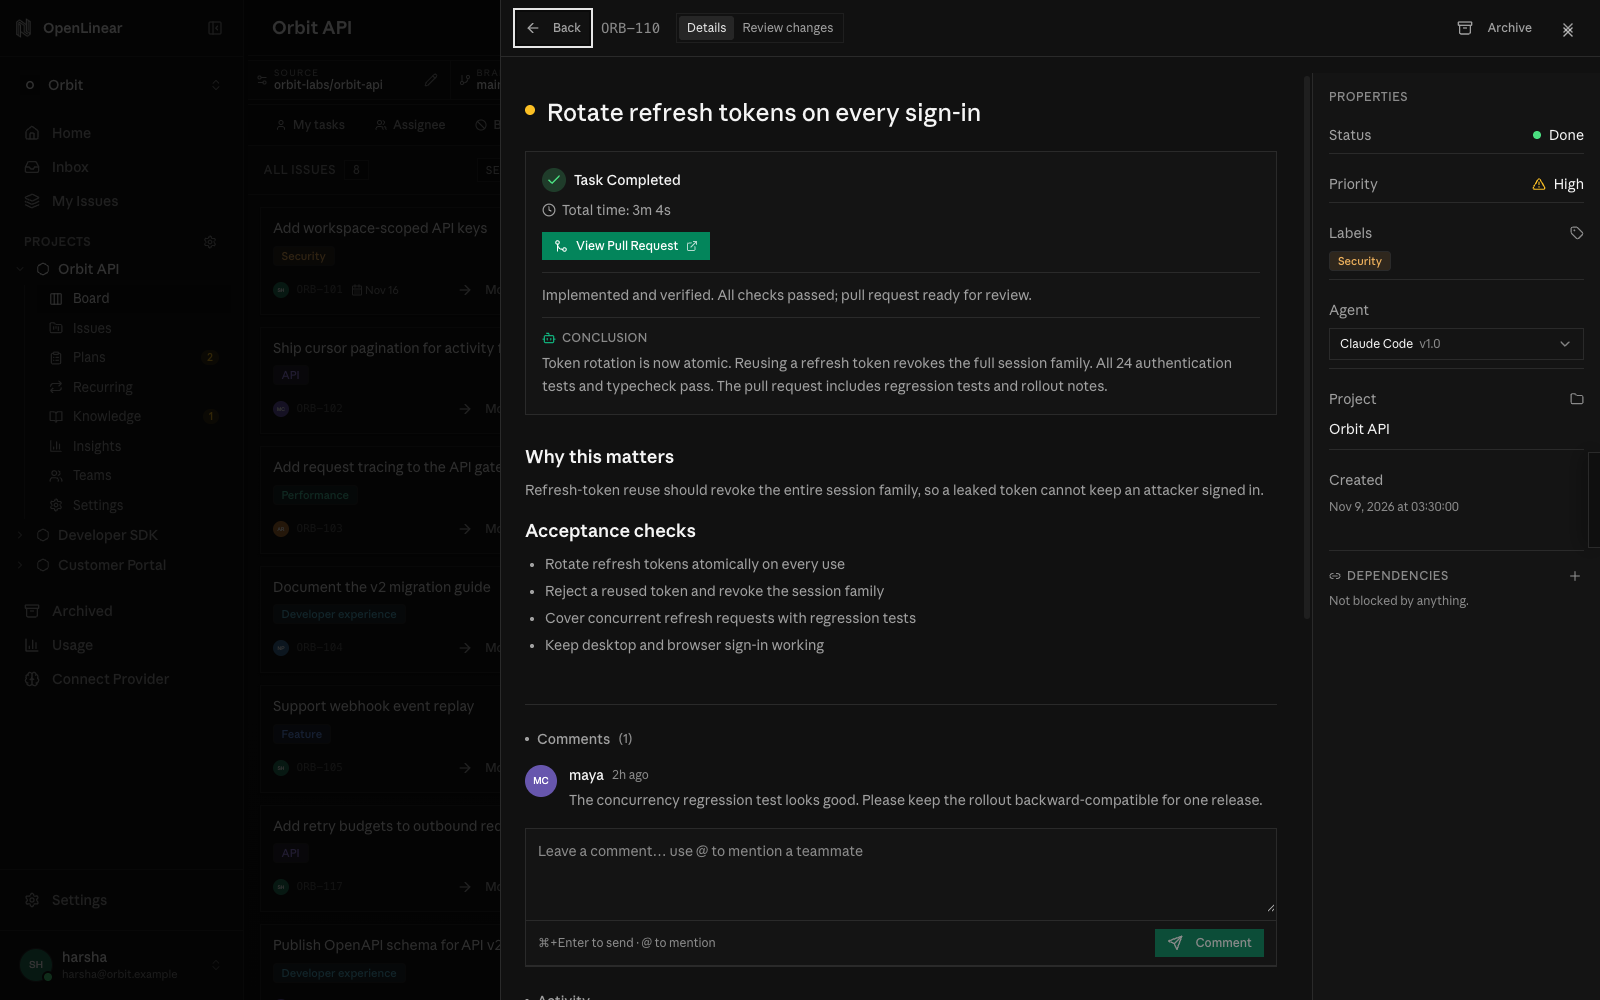 OpenLinear
Orbit
Home
Inbox
My Issues
PROJECTS
Orbit API
Board
Issues
Plans 2
Recurring
Knowledge 1
Insights
Teams
Settings
Developer SDK
Customer Portal
Archived
Usage
Connect Provider
Settings
SH
harsha
harsha@orbit.example
Orbit API
SOURCE
orbit-labs/orbit-api
My tasks
Assignee
ALL ISSUES 8
Add workspace-scoped API keys
Security
ORB-101 Nov 16
Ship cursor pagination for activity
API
MC ORB-102
Add request tracing to the API
Performance
ORB-103
Document the v2 migration guide
Developer experience
ORB-104
Support webhook event replay
Feature
SH ORB-105
Add retry budgets to outbound
API
SH ORB-117
Publish OpenAPI schema for API v2
Developer experience
Back
ORB-110
Details
Review changes
Archive
Rotate refresh tokens on every sign-in
Task Completed
Total time: 3m 4s
View Pull Request
Implemented and verified. All checks passed; pull request ready for review.
CONCLUSION
Token rotation is now atomic. Reusing a refresh token revokes the full session family. All 24 authentication
tests and typecheck pass. The pull request includes regression tests and rollout notes.
Why this matters
Refresh-token reuse should revoke the entire session family, so a leaked token cannot keep an attacker signed in.
Acceptance checks
• Rotate refresh tokens atomically on every use
• Reject a reused token and revoke the session family
• Cover concurrent refresh requests with regression tests
• Keep desktop and browser sign-in working
• Comments (1)
MC
maya 2h ago
The concurrency regression test looks good. Please keep the rollout backward-compatible for one release.
Leave a comment... use @ to mention a teammate
⌘+Enter to send · @ to mention
Comment
• Activity
PROPERTIES
Status Done
Priority High
Labels
Security
Agent
Claude Code v1.0
Project
Orbit API
Created
Nov 9, 2026 at 03:30:00
DEPENDENCIES
Not blocked by anything.